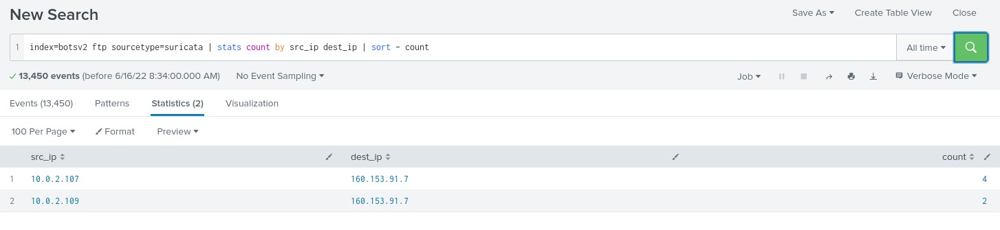 New Search
Save As Create Table View Close
1 index=botsv2 ftp sourcetype=suricata | stats count by src_ip dest_ip | sort - count All time
13,450 events (before 6/16/22 8:34:00.000 AM) No Event Sampling Job Verbose Mode
Events (13,450) Patterns Statistics (2) Visualization
100 Per Page Format Preview
src_ip dest_ip count
1 10.0.2.107 160.153.91.7 4
2 10.0.2.109 160.153.91.7 2